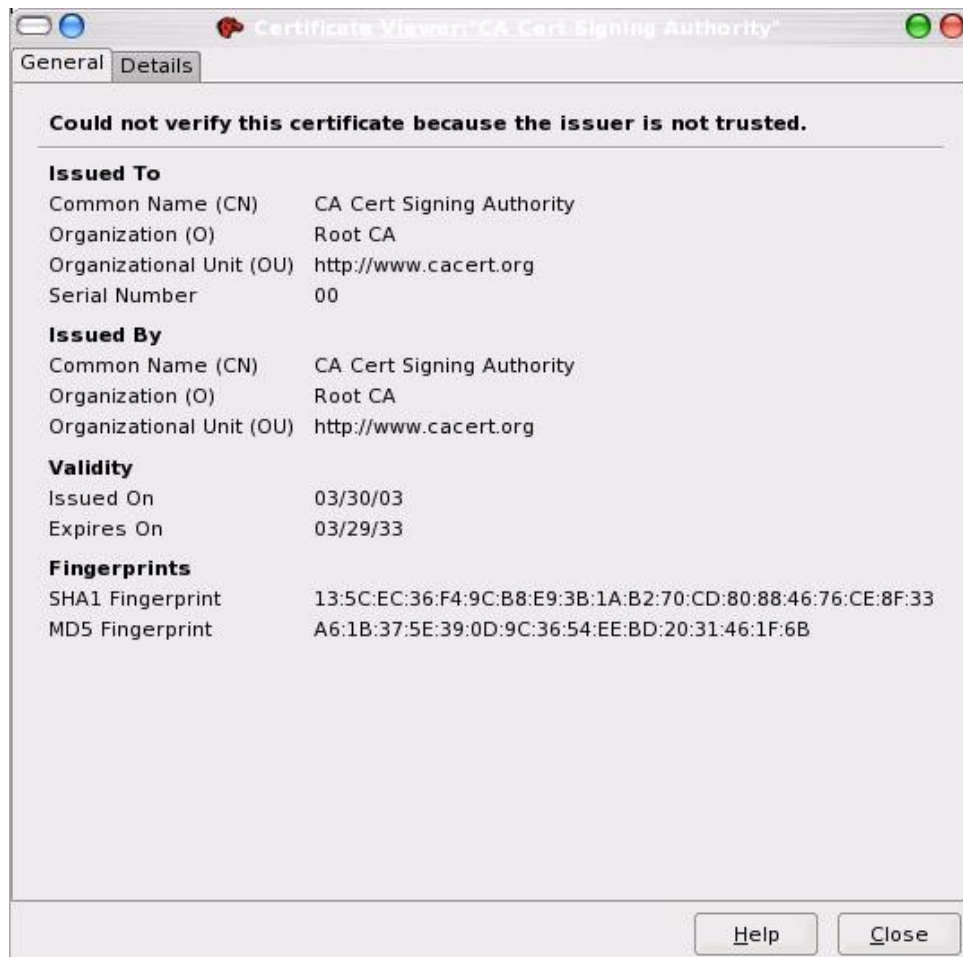 Certificate Viewer:"CA Cert Signing Authority"
General Details
Could not verify this certificate because the issuer is not trusted.
Issued To
Common Name (CN) CA Cert Signing Authority
Organization (O) Root CA
Organizational Unit (OU) http://www.cacert.org
Serial Number 00
Issued By
Common Name (CN) CA Cert Signing Authority
Organization (O) Root CA
Organizational Unit (OU) http://www.cacert.org
Validity
Issued On 03/30/03
Expires On 03/29/33
Fingerprints
SHA1 Fingerprint 13:5C:EC:36:F4:9C:B8:E9:3B:1A:B2:70:CD:80:88:46:76:CE:8F:33
MD5 Fingerprint A6:1B:37:5E:39:0D:9C:36:54:EE:BD:20:31:46:1F:6B
Help Close